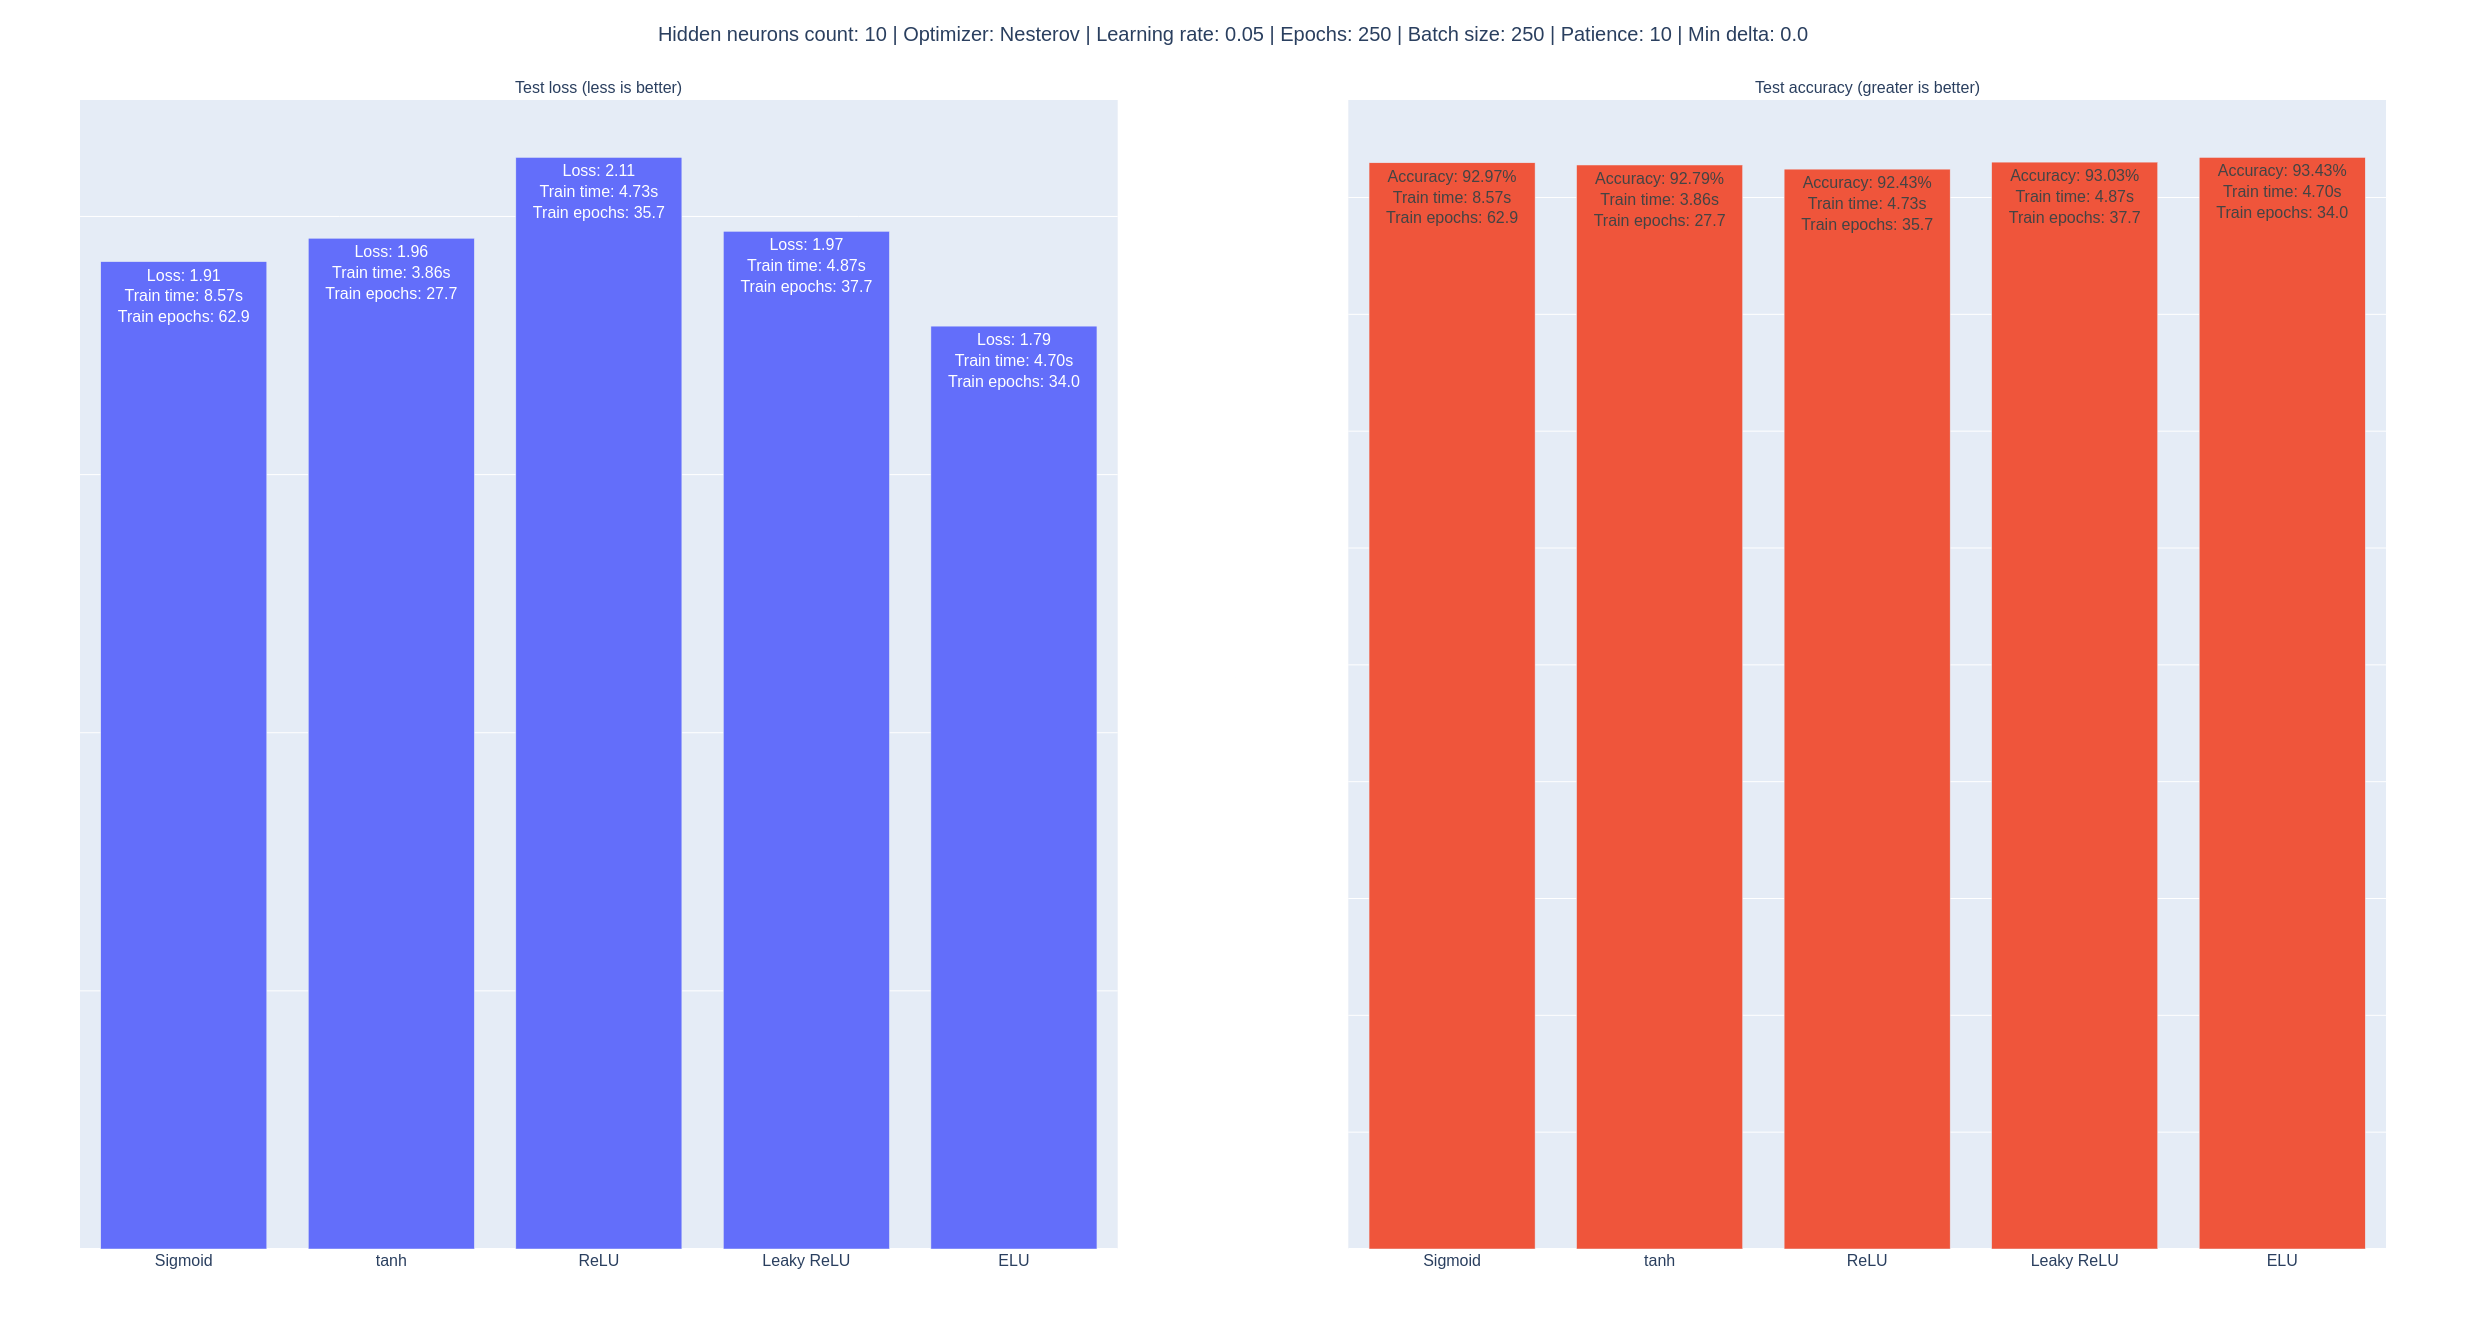 Hidden neurons count: 10 | Optimizer: Nesterov | Learning rate: 0.05 | Epochs: 250 | Batch size: 250 | Patience: 10 | Min delta: 0.0
Test loss (less is better)
Loss: 1.91
Train time: 8.57s
Train epochs: 62.9
Loss: 1.96
Train time: 3.86s
Train epochs: 27.7
Loss: 2.11
Train time: 4.73s
Train epochs: 35.7
Loss: 1.97
Train time: 4.87s
Train epochs: 37.7
Loss: 1.79
Train time: 4.70s
Train epochs: 34.0
Sigmoid
tanh
ReLU
Leaky ReLU
ELU
Test accuracy (greater is better)
Accuracy: 92.97%
Train time: 8.57s
Train epochs: 62.9
Accuracy: 92.79%
Train time: 3.86s
Train epochs: 27.7
Accuracy: 92.43%
Train time: 4.73s
Train epochs: 35.7
Accuracy: 93.03%
Train time: 4.87s
Train epochs: 37.7
Accuracy: 93.43%
Train time: 4.70s
Train epochs: 34.0
Sigmoid
tanh
ReLU
Leaky ReLU
ELU